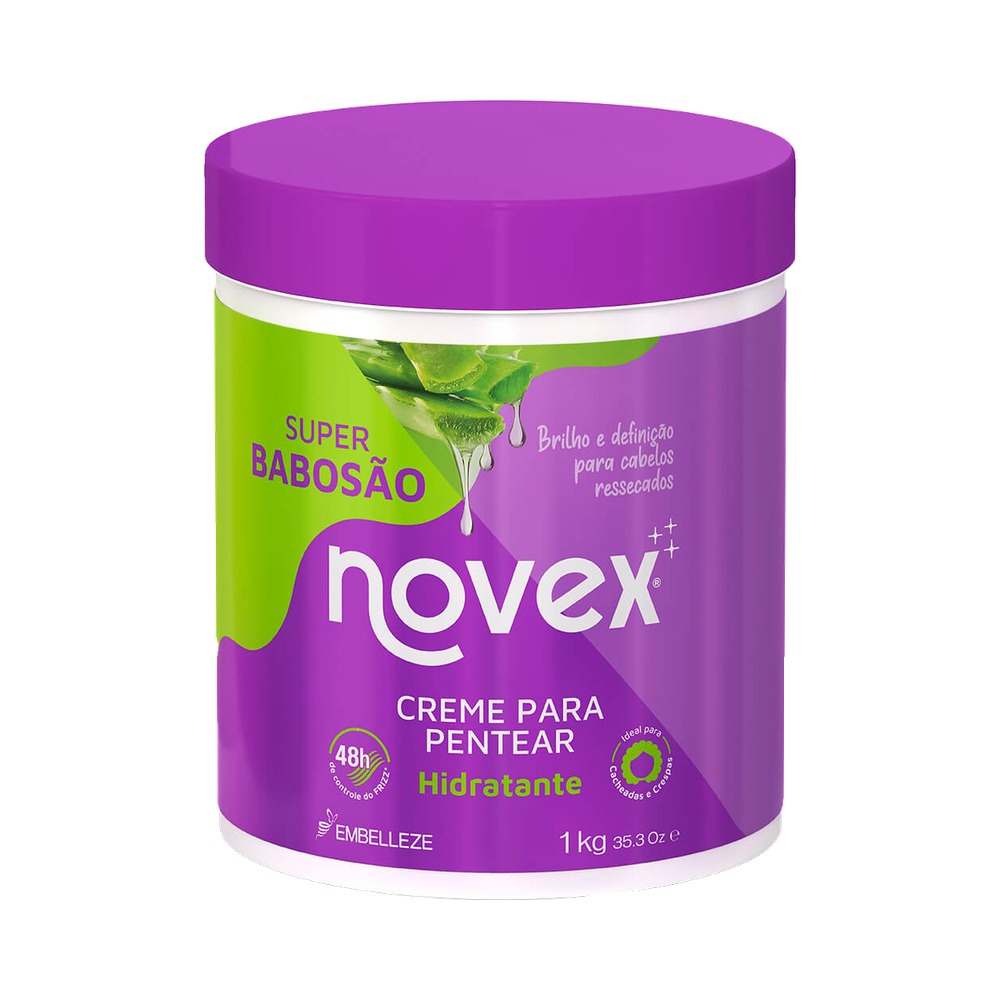 SUPER
BABOSÃO
Brilho e definição
para cabelos
ressecados
novex®
CREME PARA
PENTEAR
Hidratante
48h
de controle do FRIZZ*
Ideal para
Cacheadas e Crespas
EMBELLEZE
1kg 35.3 Oz ℮